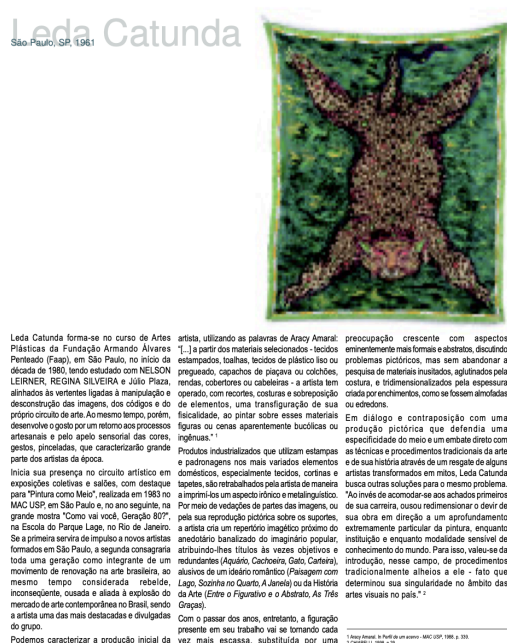 Leda Catunda
São Paulo, SP, 1961
Leda Catunda forma-se no curso de Artes
Plásticas da Fundação Armando Álvares
Penteado (Faap), em São Paulo, no início da
década de 1980, tendo estudado com NELSON
LEIRNER, REGINA SILVEIRA e Júlio Plaza,
alinhados às vertentes ligadas à manipulação e
desconstrução das imagens, dos códigos e do
próprio circuito de arte. Ao mesmo tempo, porém,
desenvolve o gosto por um retorno aos processos
artesanais e pelo apelo sensorial das cores,
gestos, pinceladas, que caracterizarão grande
parte dos artistas da época.
Inicia sua presença no circuito artístico em
exposições coletivas e salões, com destaque
para "Pintura como Meio", realizada em 1983 no
MAC USP, em São Paulo e, no ano seguinte, na
grande mostra "Como vai você, Geração 80?",
na Escola do Parque Lage, no Rio de Janeiro.
Se a primeira servira de impulso a novos artistas
formados em São Paulo, a segunda consagraria
toda uma geração como integrante de um
movimento de renovação na arte brasileira, ao
mesmo tempo considerada rebelde,
inconseqüente, ousada e aliada à explosão do
mercado de arte contemporânea no Brasil, sendo
a artista uma das mais destacadas e divulgadas
do grupo.
Podemos caracterizar a produção inicial da
artista, utilizando as palavras de Aracy Amaral:
"[...] a partir dos materiais selecionados - tecidos
estampados, toalhas, tecidos de plástico liso ou
pregueado, capachos de piaçava ou colchões,
rendas, cobertores ou cabeleiras - a artista tem
operado, com recortes, costuras e sobreposição
de elementos, uma transfiguração de sua
fisicalidade, ao pintar sobre esses materiais
figuras ou cenas aparentemente bucólicas ou
ingênuas." 1
Produtos industrializados que utilizam estampas
e padronagens nos mais variados elementos
domésticos, especialmente tecidos, cortinas e
tapetes, são retrabalhados pela artista de maneira
a imprimí-los um aspecto irônico e metalinguístico.
Por meio de vedações de partes das imagens, ou
pela sua reprodução pictórica sobre os suportes,
a artista cria um repertório imagético próximo do
anedotário banalizado do imaginário popular,
atribuindo-lhes títulos às vezes objetivos e
redundantes (Aquário, Cachoeira, Gato, Carteira),
alusivos de um ideário romântico (Paisagem com
Lago, Sozinha no Quarto, A Janela) ou da História
da Arte (Entre o Figurativo e o Abstrato, As Três
Graças).
Com o passar dos anos, entretanto, a figuração
presente em seu trabalho vai se tornando cada
vez mais escassa, substituída por uma
preocupação crescente com aspectos
eminentemente mais formais e abstratos, discutindo
problemas pictóricos, mas sem abandonar a
pesquisa de materiais inusitados, aglutinados pela
costura, e tridimensionalizados pela espessura
criada por enchimentos, como se fossem almofadas
ou edredons.
Em diálogo e contraposição com uma
produção pictórica que defendia uma
especificidade do meio e um embate direto com
as técnicas e procedimentos tradicionais da arte
e de sua história através de um resgate de alguns
artistas transformados em mitos, Leda Catunda
busca outras soluções para o mesmo problema.
"Ao invés de acomodar-se aos achados primeiros
de sua carreira, ousou redimensionar o devir de
sua obra em direção a um aprofundamento
extremamente particular da pintura, enquanto
instituição e enquanto modalidade sensível de
conhecimento do mundo. Para isso, valeu-se da
introdução, nesse campo, de procedimentos
tradicionalmente alheios a ele - fato que
determinou sua singularidade no âmbito das
artes visuais no país." 2
1 Aracy Amaral. In Perfil de um acervo - MAC USP, 1988. p. 339.